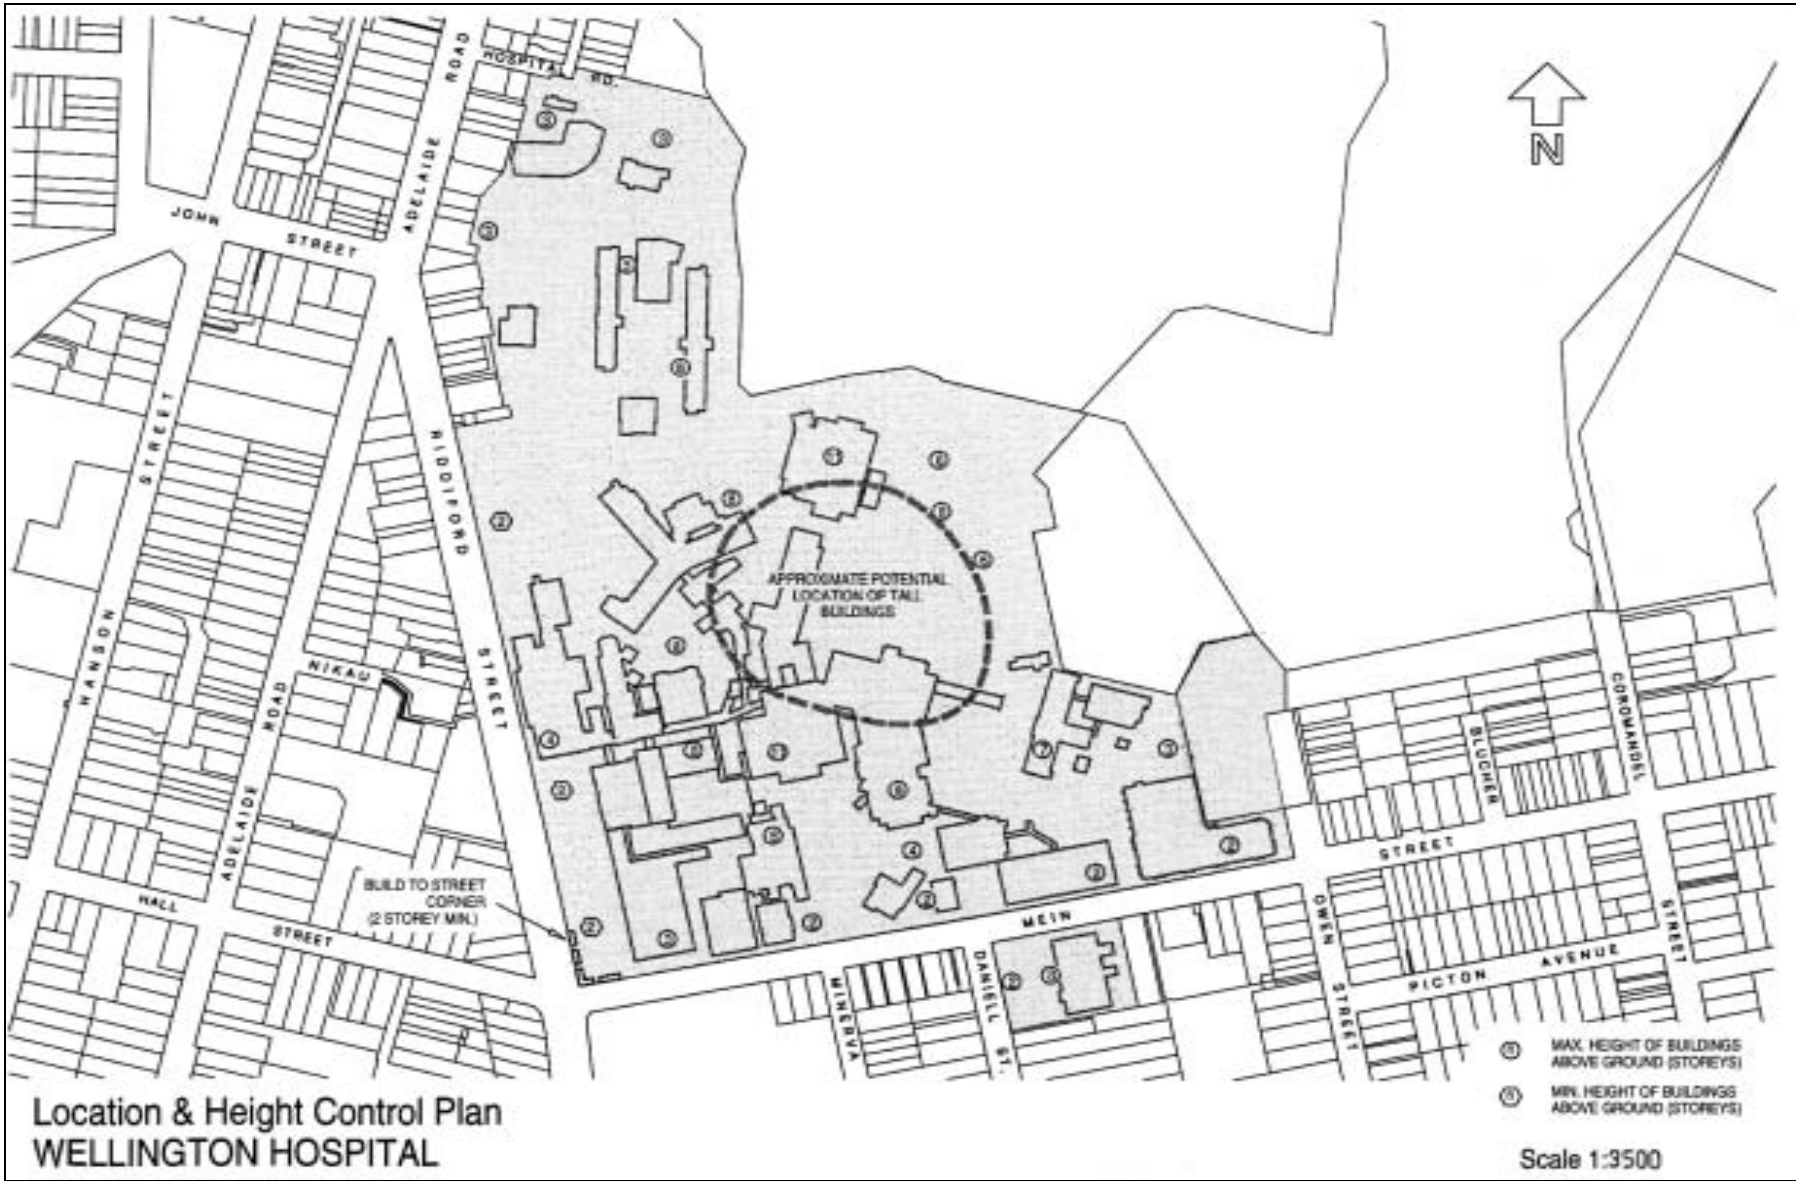 HOSPITAL RD.
ADELAIDE ROAD
N
JOHN STREET
HANSON STREET
RIDDIFORD STREET
APPROXIMATE POTENTIAL
LOCATION OF TALL
BUILDINGS
NIKAU
ADELAIDE ROAD
COROMANDEL STREET
BLUCHER
STREET
BUILD TO STREET
CORNER
(2 STOREY MIN.)
HALL STREET
MEIN
OWEN STREET
PICTON AVENUE
MINERVA
DANIELL ST.
MAX. HEIGHT OF BUILDINGS
ABOVE GROUND (STOREYS)
MIN. HEIGHT OF BUILDINGS
ABOVE GROUND (STOREYS)
Location & Height Control Plan
WELLINGTON HOSPITAL
Scale 1:3500